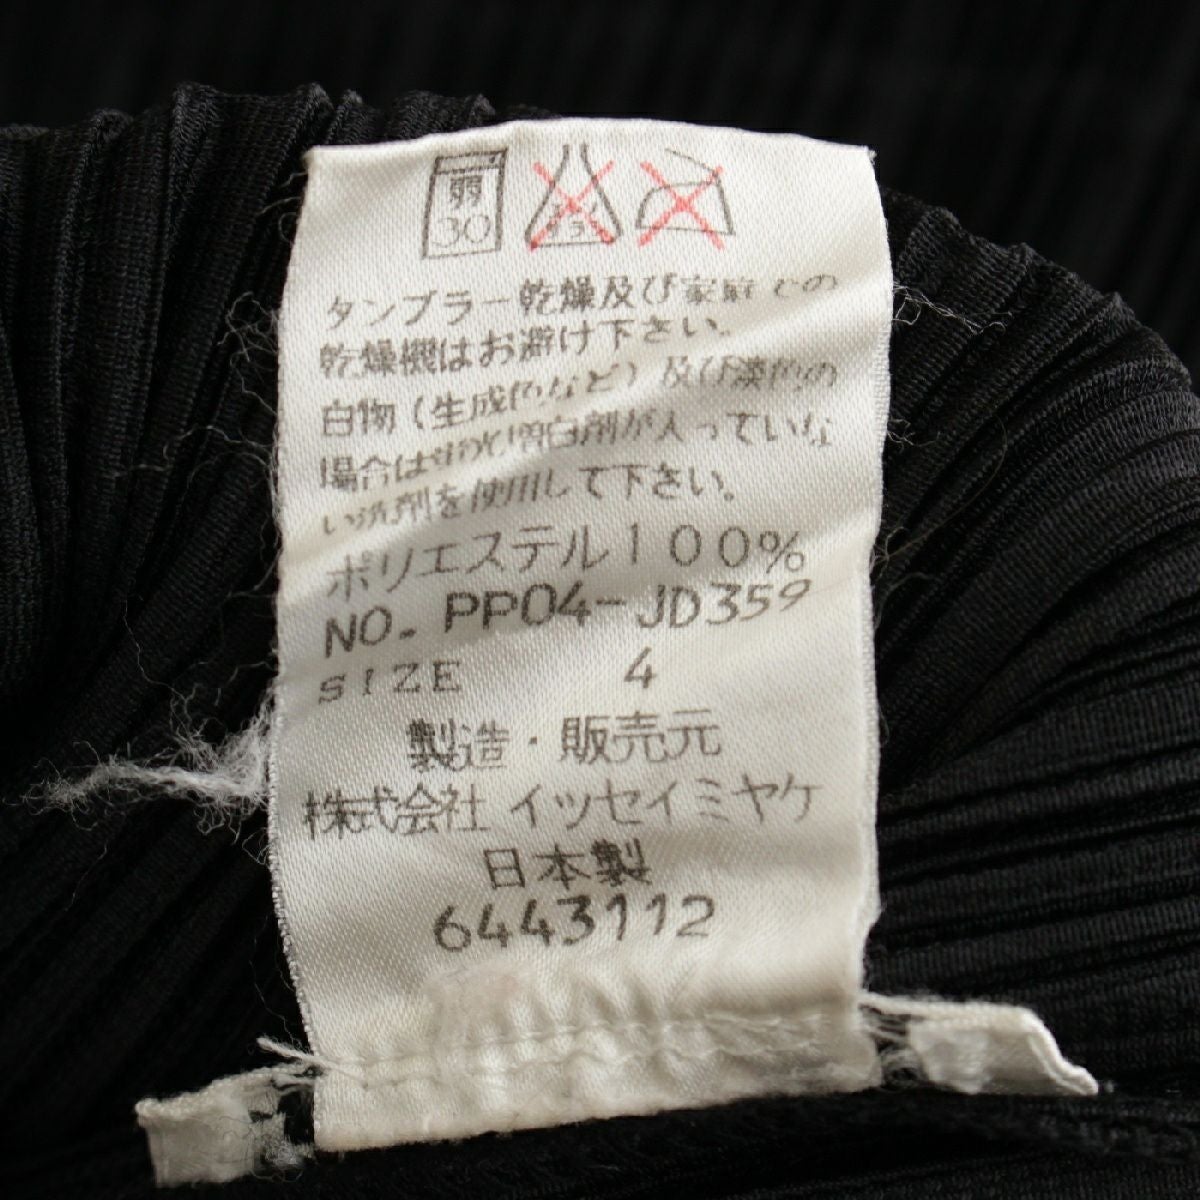 弱
30
タンブラー乾燥及び家庭での
乾燥機はお避け下さい。
白物（生成色など）及び淡色の
場合は蛍光増白剤が入っていな
い洗剤を使用して下さい。
ポリエステル100%
NO. PP04-JD359
SIZE 4
製造・販売元
株式会社 イッセイミヤケ
日本製
6443112